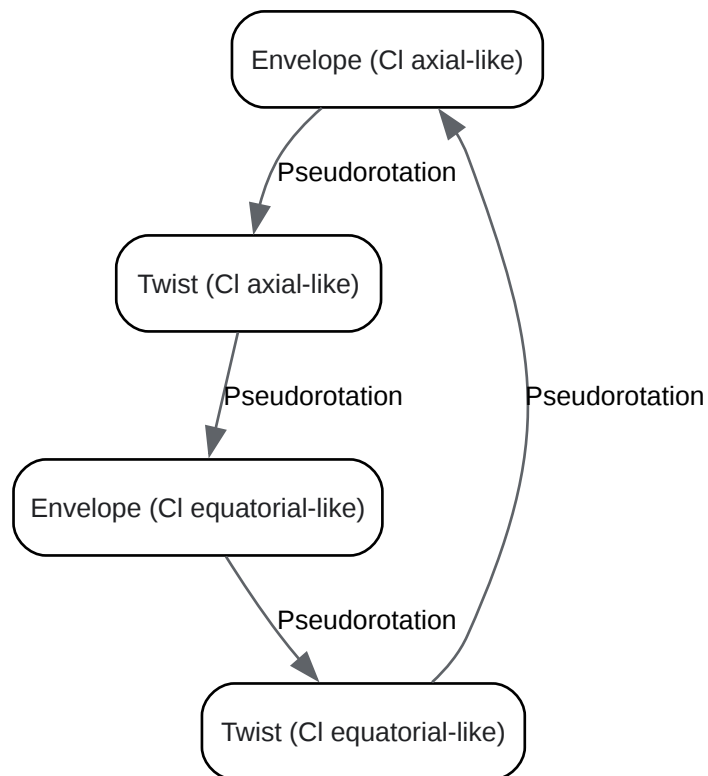 Envelope (Cl axial-like)
Pseudorotation
Twist (Cl axial-like)
Pseudorotation
Pseudorotation
Envelope (Cl equatorial-like)
Pseudorotation
Twist (Cl equatorial-like)